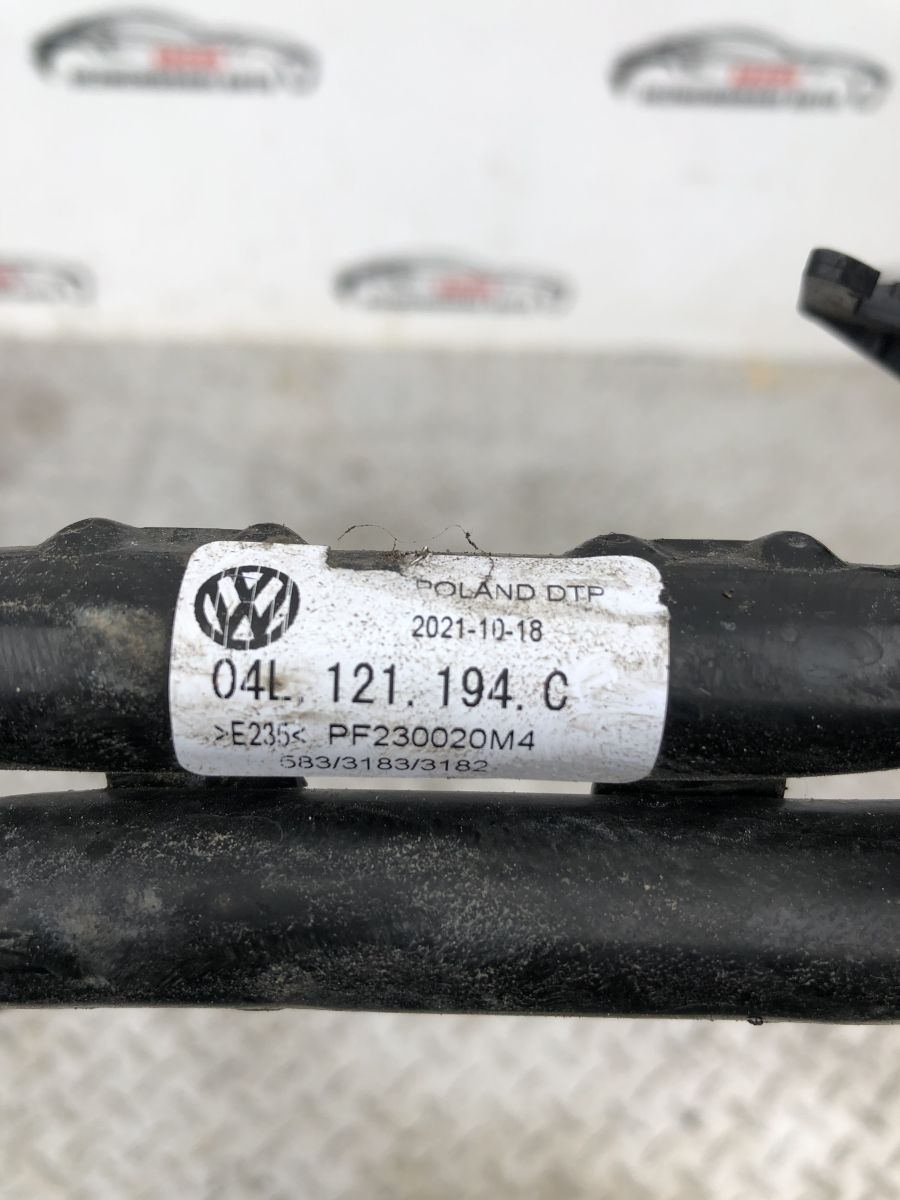 POLAND DTP
2021-10-18
04L. 121. 194. C
>E235< PF230020M4
583/3183/3182